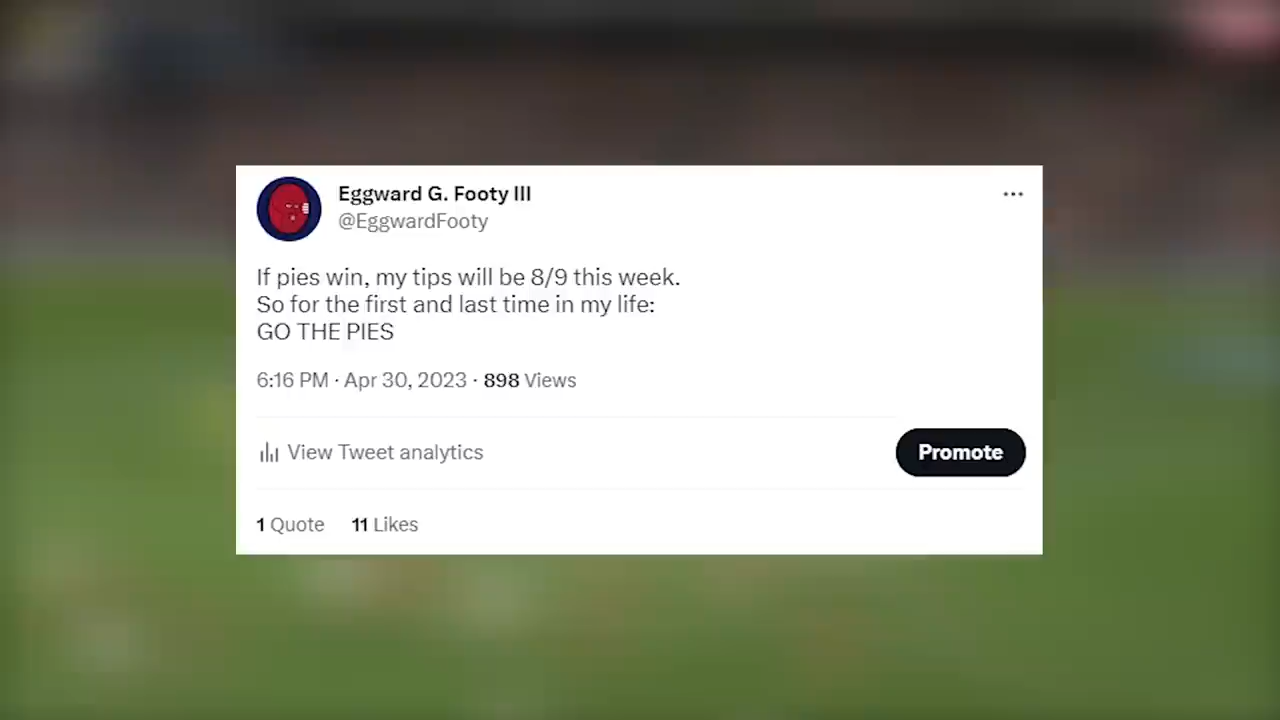 Eggward G. Footy III
@EggwardFooty
If pies win, my tips will be 8/9 this week.
So for the first and last time in my life:
GO THE PIES
6:16 PM · Apr 30, 2023 · 898 Views
View Tweet analytics
Promote
1 Quote 11 Likes